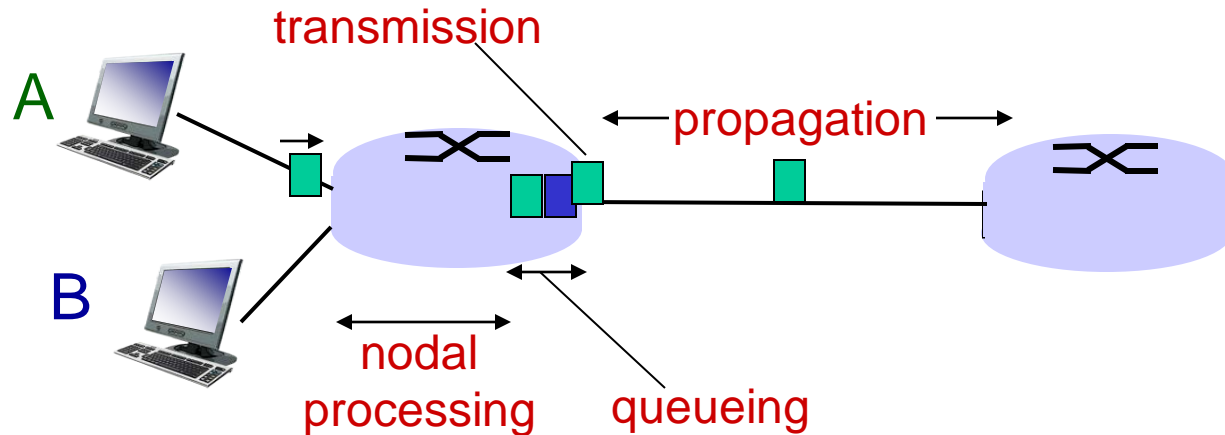 transmission
A
propagation
B
nodal
processing
queueing